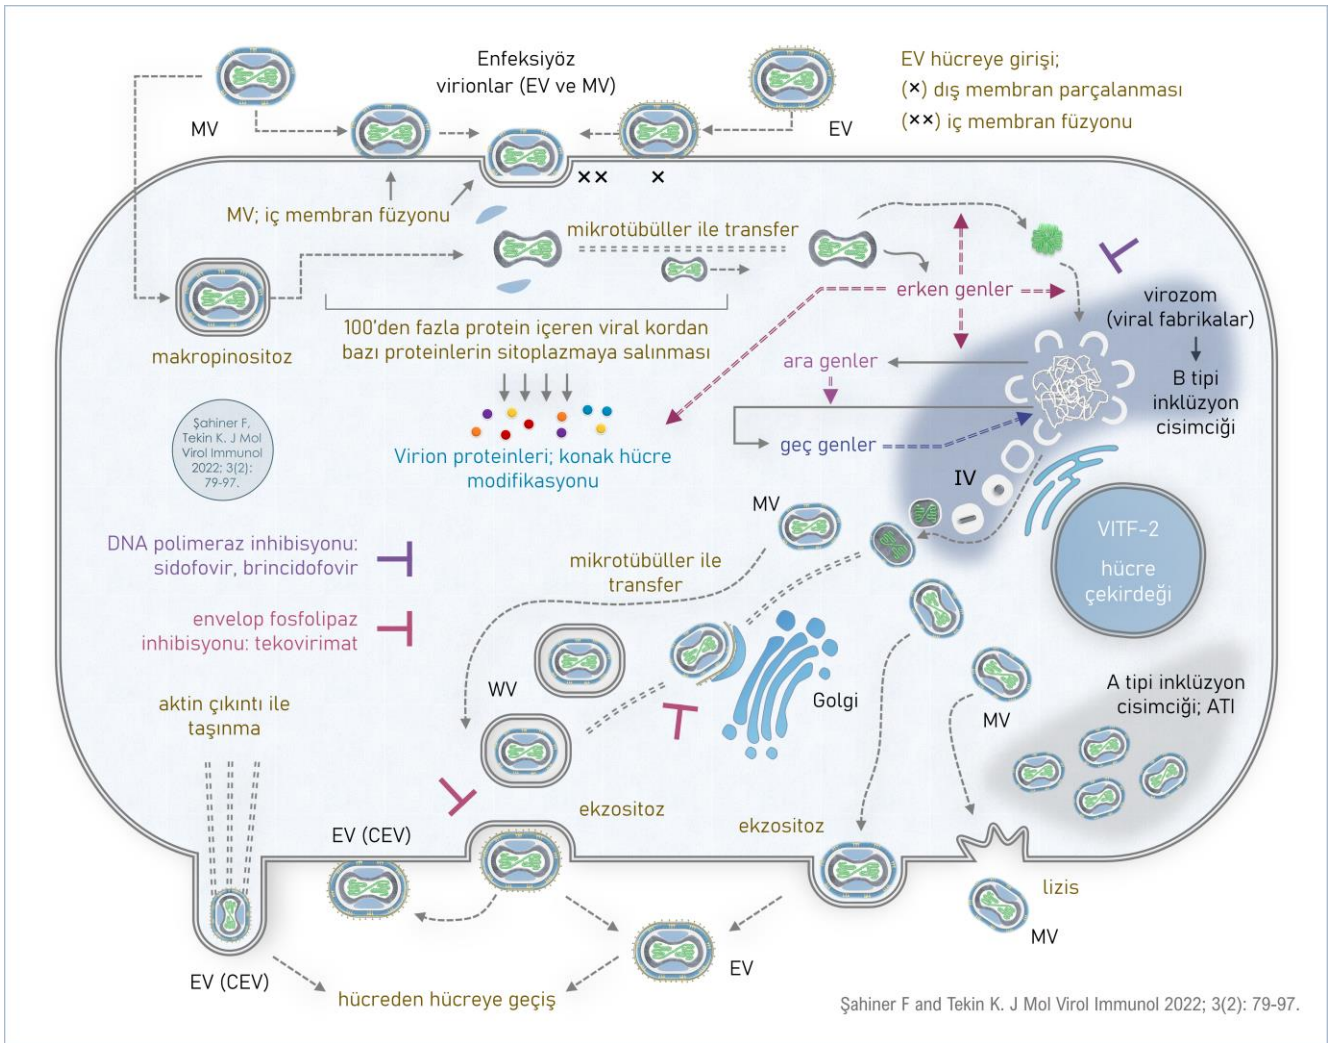 Enfeksiyöz
virionlar (EV ve MV)
EV hücreye girişi;
(×) dış membran parçalanması
(××) iç membran füzyonu
MV
EV
××
×
MV; iç membran füzyonu
mikrotübüller ile transfer
erken genler
virozom
(viral fabrikalar)
B tipi
inklüzyon
cisimciği
makropinositoz
100'den fazla protein içeren viral kordan
bazı proteinlerin sitoplazmaya salınması
ara genler
geç genler
Şahiner F,
Tekin K. J Mol
Virol Immunol
2022; 3(2):
79-97.
Virion proteinleri; konak hücre
modifikasyonu
IV
MV
VITF-2
hücre
çekirdeği
DNA polimeraz inhibisyonu:
sidofovir, brincidofovir
mikrotübüller ile
transfer
envelop fosfolipaz
inhibisyonu: tekovirimat
WV
Golgi
MV
A tipi inklüzyon
cisimciği; ATI
aktin çıkıntı ile
taşınma
ekzositoz
ekzositoz
EV (CEV)
lizis
MV
EV (CEV)
EV
hücreden hücreye geçiş
Şahiner F and Tekin K. J Mol Virol Immunol 2022; 3(2): 79-97.